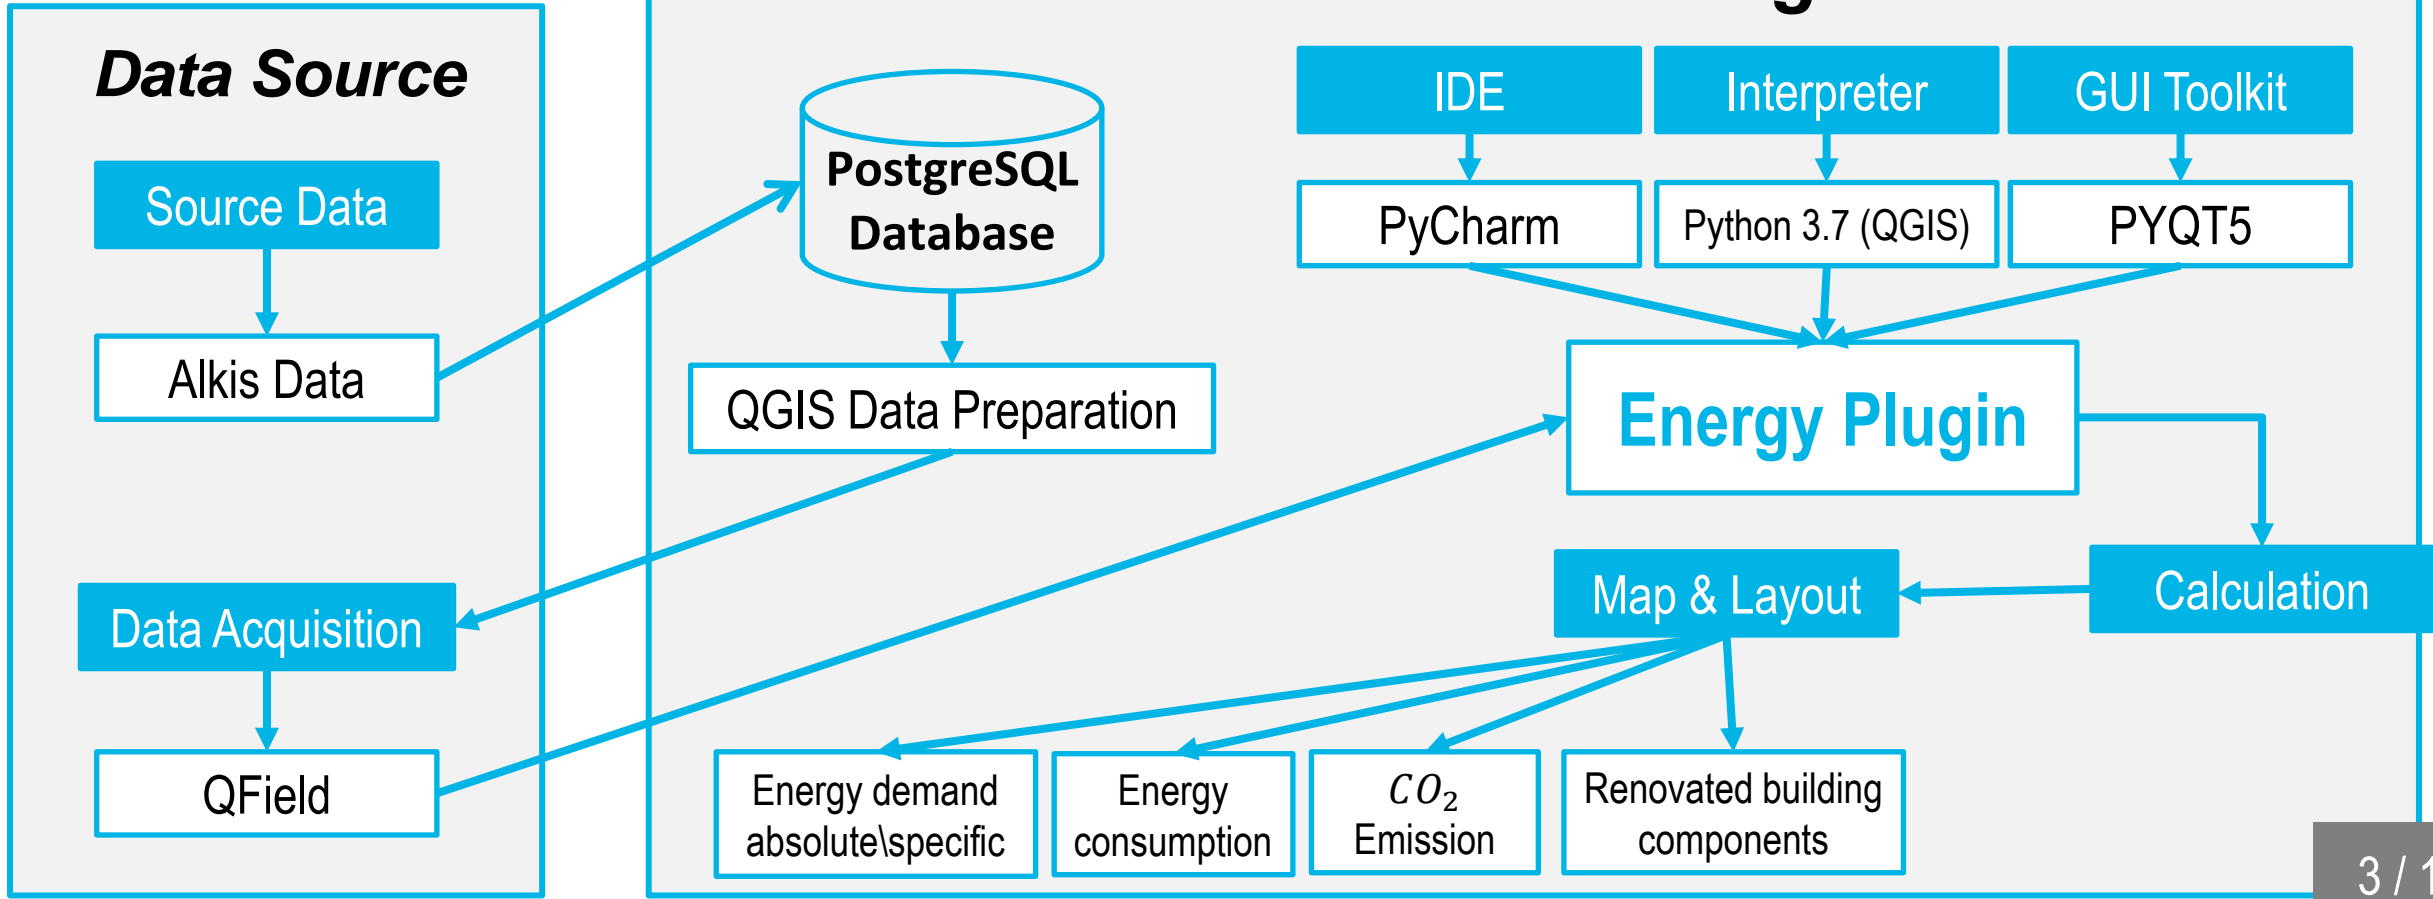 Data Source
Source Data
Alkis Data
Data Acquisition
QField
PostgreSQL
Database
QGIS Data Preparation
IDE
Interpreter
GUI Toolkit
PyCharm
Python 3.7 (QGIS)
PYQT5
Energy Plugin
Map & Layout
Calculation
Energy demand
absolute\specific
Energy
consumption
CO₂
Emission
Renovated building
components
3 / 1